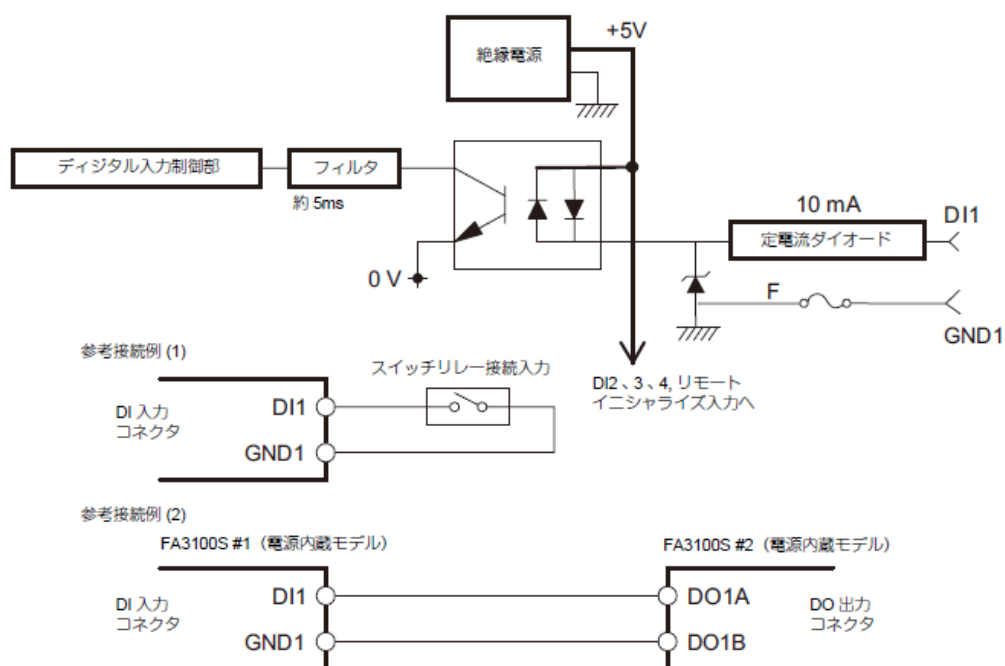 絶縁電源
+5V
ディジタル入力制御部
フィルタ
約 5ms
10 mA
DI1
定電流ダイオード
0 V
F
GND1
参考接続例 (1)
スイッチリレー接続入力
DI2 、3 、4, リモート
イニシャライズ入力へ
DI 入力
コネクタ
DI1
GND1
参考接続例 (2)
FA3100S #1（電源内蔵モデル）
FA3100S #2（電源内蔵モデル）
DI 入力
コネクタ
DI1
GND1
DO1A
DO1B
DO 出力
コネクタ